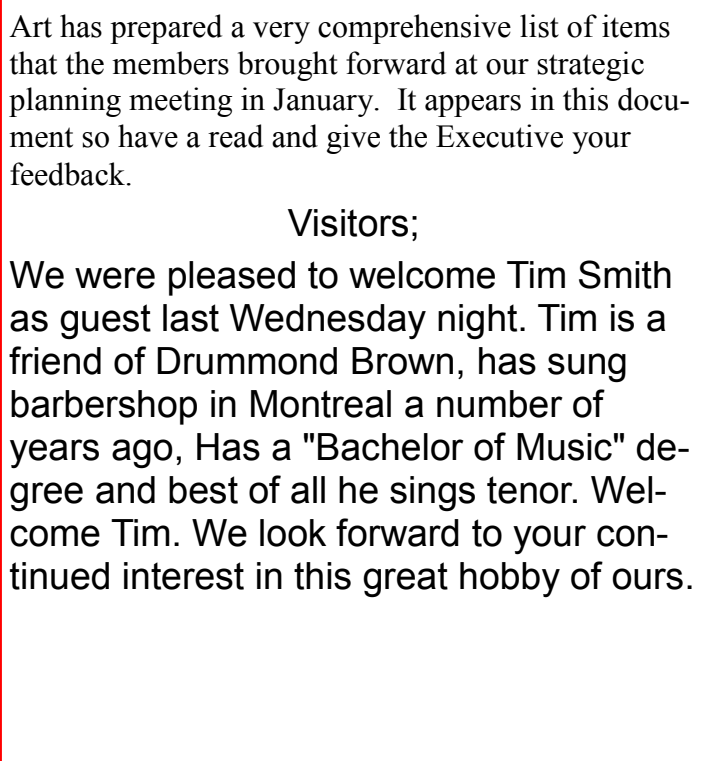 Art has prepared a very comprehensive list of items
that the members brought forward at our strategic
planning meeting in January.  It appears in this docu-
ment so have a read and give the Executive your
feedback.
Visitors;
We were pleased to welcome Tim Smith
as guest last Wednesday night. Tim is a
friend of Drummond Brown, has sung
barbershop in Montreal a number of
years ago, Has a "Bachelor of Music" de-
gree and best of all he sings tenor. Wel-
come Tim. We look forward to your con-
tinued interest in this great hobby of ours.